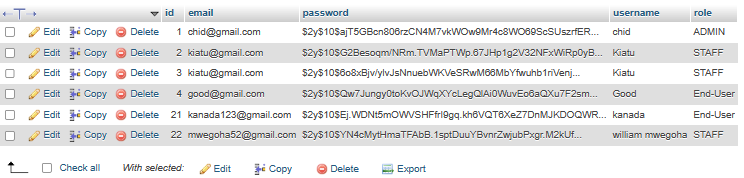 id email password username role
Edit Copy Delete 1 chid@gmail.com $2y$10$ajT5GBcn806rzCN4M7vkWOw9Mr4c8WO69ScSUszrfER... chid ADMIN
Edit Copy Delete 2 kiatu@gmail.com $2y$10$G2Besoqm/NRm.TVMaPTWp.67JHp1g2V32NFxWiRp0yB... Kiatu STAFF
Edit Copy Delete 3 kiatu@gmail.com $2y$10$6o8xBjv/ylvJsNnuebWKVeSRwM66MbYfwuhb1riVenj... Kiatu STAFF
Edit Copy Delete 4 good@gmail.com $2y$10$Qw7Jungy0toKvOJWqXYcLegQIAi0WuvEo6aQXu7F2sm... Good End-User
Edit Copy Delete 21 kanada123@gmail.com $2y$10$Ej.WDNt5mOWVSHFfrl9gq.kh6VQT6XeZ7DnMJKDOQWR... kanada End-User
Edit Copy Delete 22 mwegoha52@gmail.com $2y$10$YN4cMytHmaTFAbB.1sptDuuYBvnrZwjubPxgr.M2kUf... william mwegoha STAFF
Check all With selected: Edit Copy Delete Export